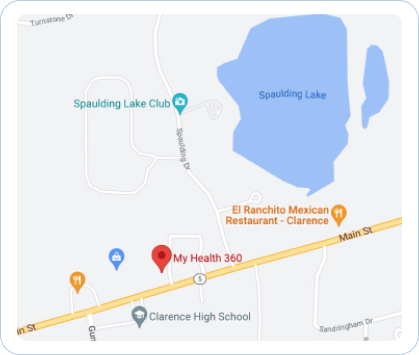 Turnstone Dr
Spaulding Lake Club
Spaulding Lake
Spaulding Dr
El Ranchito Mexican
Restaurant - Clarence
Main St
My Health 360
5
in St
Gun
Clarence High School
Sandringham Dr